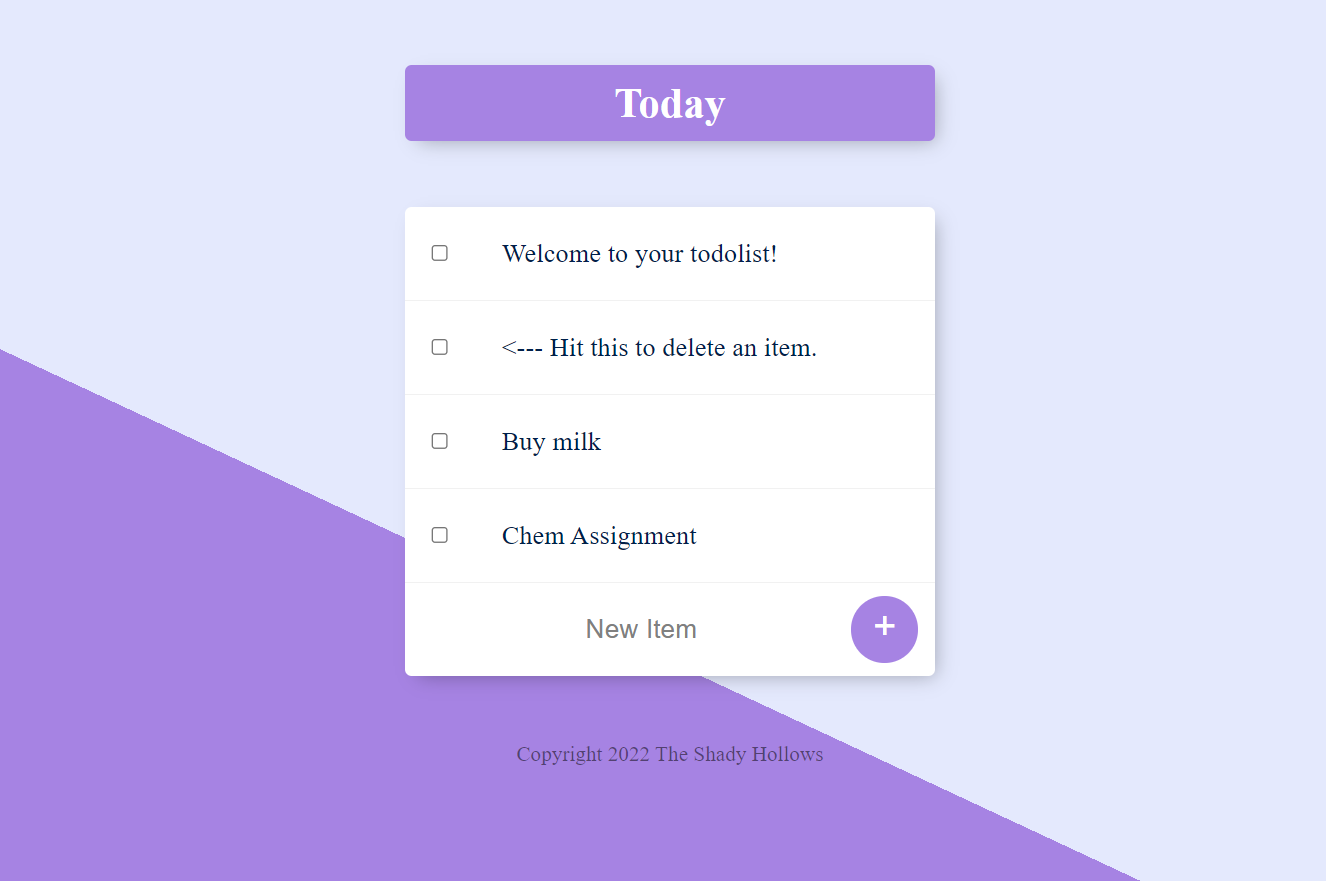 Today
Welcome to your todolist!
<--- Hit this to delete an item.
Buy milk
Chem Assignment
New Item
+
Copyright 2022 The Shady Hollows